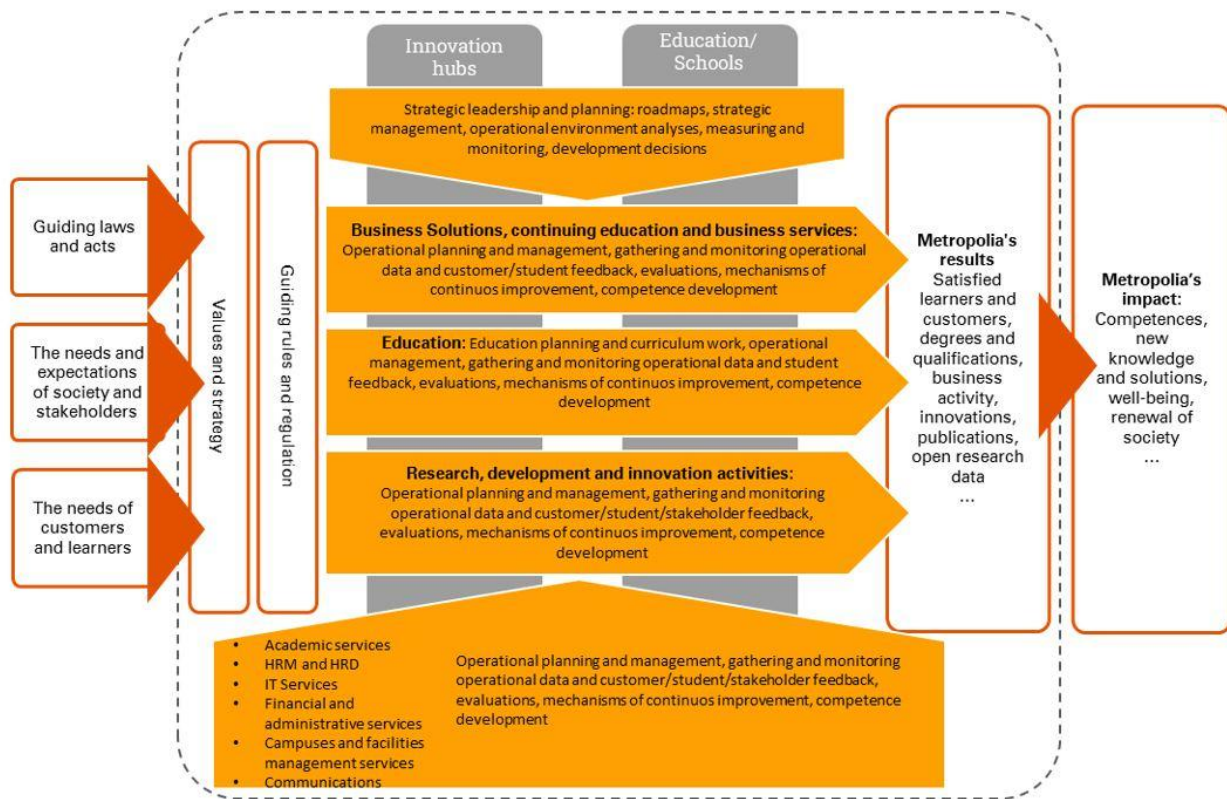 Innovation
hubs
Education/
Schools
Strategic leadership and planning: roadmaps, strategic
management, operational environment analyses, measuring and
monitoring, development decisions
Guiding laws
and acts
The needs and
expectations
of society and
stakeholders
The needs of
customers
and learners
Values and strategy
Guiding rules and regulation
Business Solutions, continuing education and business services:
Operational planning and management, gathering and monitoring operational
data and customer/student feedback, evaluations, mechanisms of
continuos improvement, competence development
Education: Education planning and curriculum work, operational
management, gathering and monitoring operational data and student
feedback, evaluations, mechanisms of continuos improvement, competence
development
Research, development and innovation activities:
Operational planning and management, gathering and monitoring
operational data and customer/student/stakeholder feedback,
evaluations, mechanisms of continuos improvement, competence
development
• Academic services
• HRM and HRD
• IT Services
• Financial and
administrative services
• Campuses and facilities
management services
• Communications
Operational planning and management, gathering and monitoring
operational data and customer/student/stakeholder feedback,
evaluations, mechanisms of continuos improvement, competence
development
Metropolia's
results
Satisfied
learners and
customers,
degrees and
qualifications,
business
activity,
innovations,
publications,
open research
data
...
Metropolia's
impact:
Competences,
new
knowledge
and solutions,
well-being,
renewal of
society
...